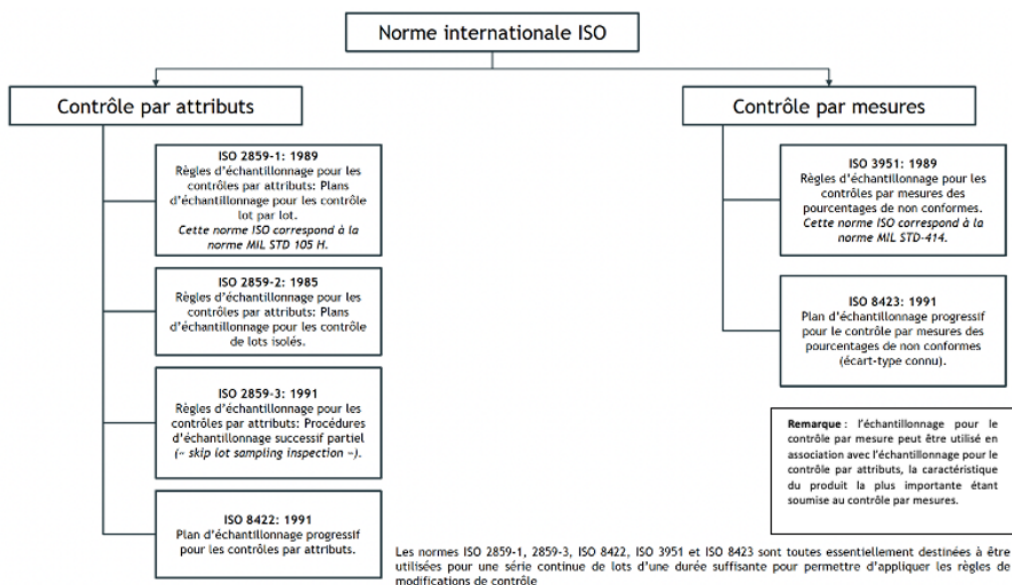 Norme internationale ISO
Contrôle par attributs
ISO 2859-1: 1989
Règles d'échantillonnage pour les
contrôles par attributs: Plans
d'échantillonnage pour les contrôle
lot par lot.
Cette norme ISO correspond à la
norme MIL STD 105 H.
ISO 2859-2: 1985
Règles d'échantillonnage pour les
contrôles par attributs: Plans
d'échantillonnage pour les contrôle
de lots isolés.
ISO 2859-3: 1991
Règles d'échantillonnage pour les
contrôles par attributs: Procédures
d'échantillonnage successif partiel
(« skip lot sampling inspection »).
ISO 8422: 1991
Plan d'échantillonnage progressif
pour les contrôles par attributs.
Contrôle par mesures
ISO 3951: 1989
Règles d'échantillonnage pour les
contrôles par mesures des
pourcentages de non conformes.
Cette norme ISO correspond à la
norme MIL STD-414.
ISO 8423: 1991
Plan d'échantillonnage progressif
pour le contrôle par mesures des
pourcentages de non conformes
(écart-type connu).
Remarque : l'échantillonnage pour le
contrôle par mesure peut être utilisé en
association avec l'échantillonnage pour le
contrôle par attributs, la caractéristique
du produit la plus importante étant
soumise au contrôle par mesures.
Les normes ISO 2859-1, 2859-3, ISO 8422, ISO 3951 et ISO 8423 sont toutes essentiellement destinées à être
utilisées pour une série continue de lots d'une durée suffisante pour permettre d'appliquer les règles de
modifications de contrôle